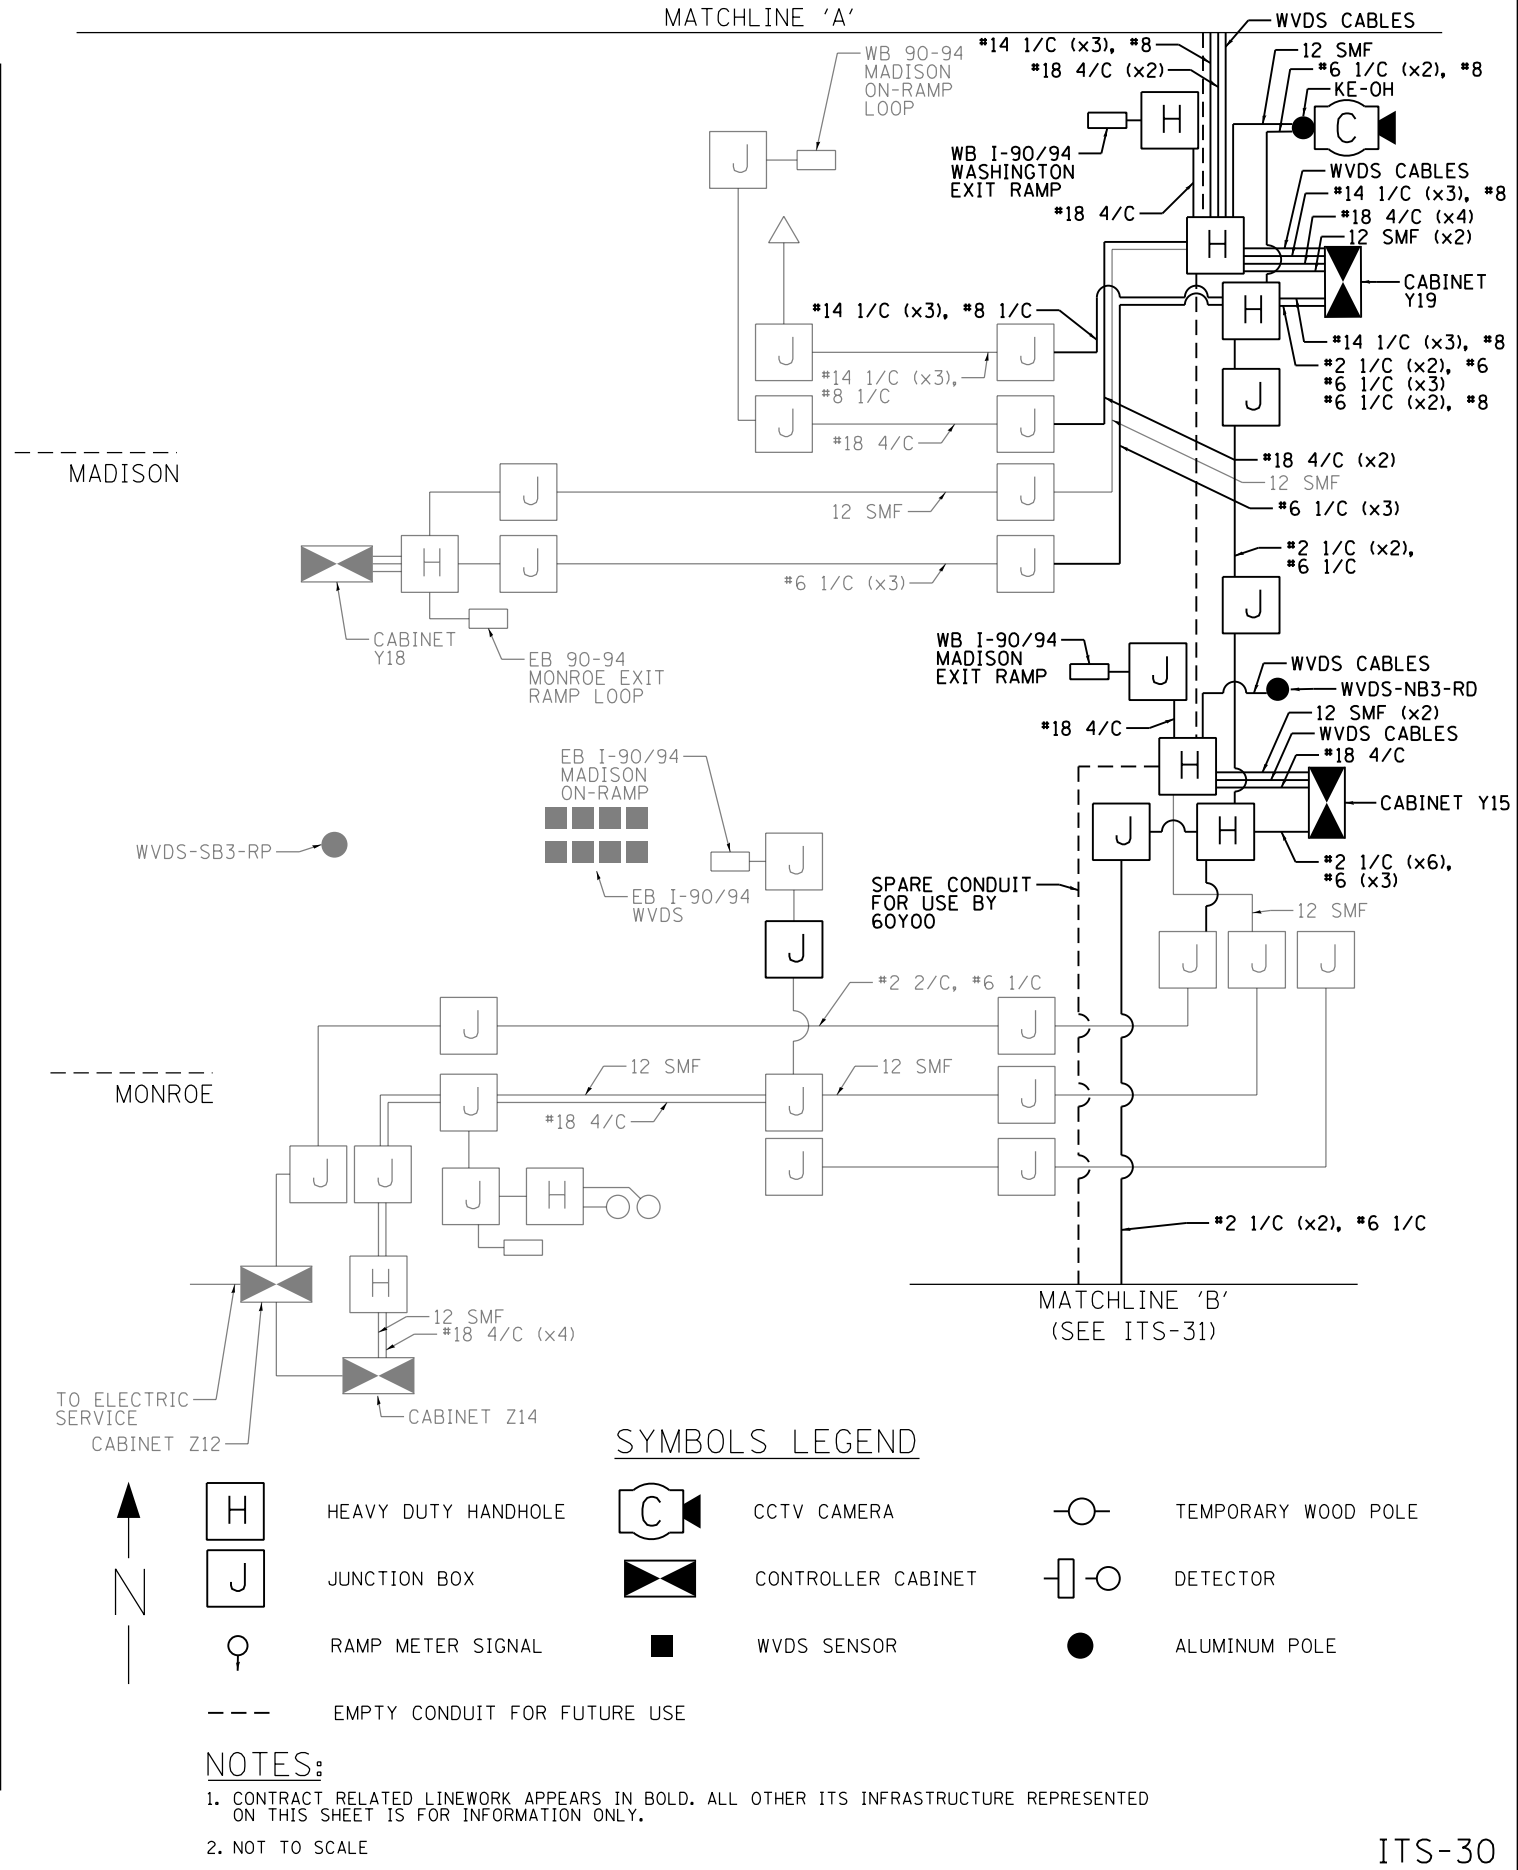 MATCHLINE 'A'
WVDS CABLES
#14 1/C (x3), #8
#18 4/C (x2)
12 SMF
#6 1/C (x2), #8
KE-OH
C
WB 90-94
MADISON
ON-RAMP
LOOP
J
H
WB I-90/94
WASHINGTON
EXIT RAMP
#18 4/C
WVDS CABLES
#14 1/C (x3), #8
#18 4/C (x4)
12 SMF (x2)
H
CABINET
Y19
H
#14 1/C (x3), #8 1/C
#14 1/C (x3), #8
#2 1/C (x2), #6
#6 1/C (x3)
#6 1/C (x2), #8
J
J
#14 1/C (x3),
#8 1/C
J
J
J
#18 4/C
MADISON
#18 4/C (x2)
12 SMF
#6 1/C (x3)
J
J
12 SMF
H
J
J
#6 1/C (x3)
#2 1/C (x2),
#6 1/C
J
CABINET
Y18
EB 90-94
MONROE EXIT
RAMP LOOP
WB I-90/94
MADISON
EXIT RAMP
J
WVDS CABLES
WVDS-NB3-RD
12 SMF (x2)
WVDS CABLES
#18 4/C
#18 4/C
H
CABINET Y15
EB I-90/94
MADISON
ON-RAMP
WVDS-SB3-RP
J
J
H
#2 1/C (x6),
#6 (x3)
EB I-90/94
WVDS
SPARE CONDUIT
FOR USE BY
60Y00
12 SMF
J
J
J
J
#2 2/C, #6 1/C
J
J
MONROE
12 SMF
12 SMF
J
J
J
#18 4/C
J
J
J
J
J
H
#2 1/C (x2), #6 1/C
H
MATCHLINE 'B'
(SEE ITS-31)
12 SMF
#18 4/C (x4)
TO ELECTRIC
SERVICE
CABINET Z14
CABINET Z12
SYMBOLS LEGEND
H HEAVY DUTY HANDHOLE
C CCTV CAMERA
TEMPORARY WOOD POLE
J JUNCTION BOX
CONTROLLER CABINET
DETECTOR
N
RAMP METER SIGNAL
WVDS SENSOR
ALUMINUM POLE
EMPTY CONDUIT FOR FUTURE USE
NOTES:
1. CONTRACT RELATED LINEWORK APPEARS IN BOLD. ALL OTHER ITS INFRASTRUCTURE REPRESENTED
ON THIS SHEET IS FOR INFORMATION ONLY.
2. NOT TO SCALE
ITS-30